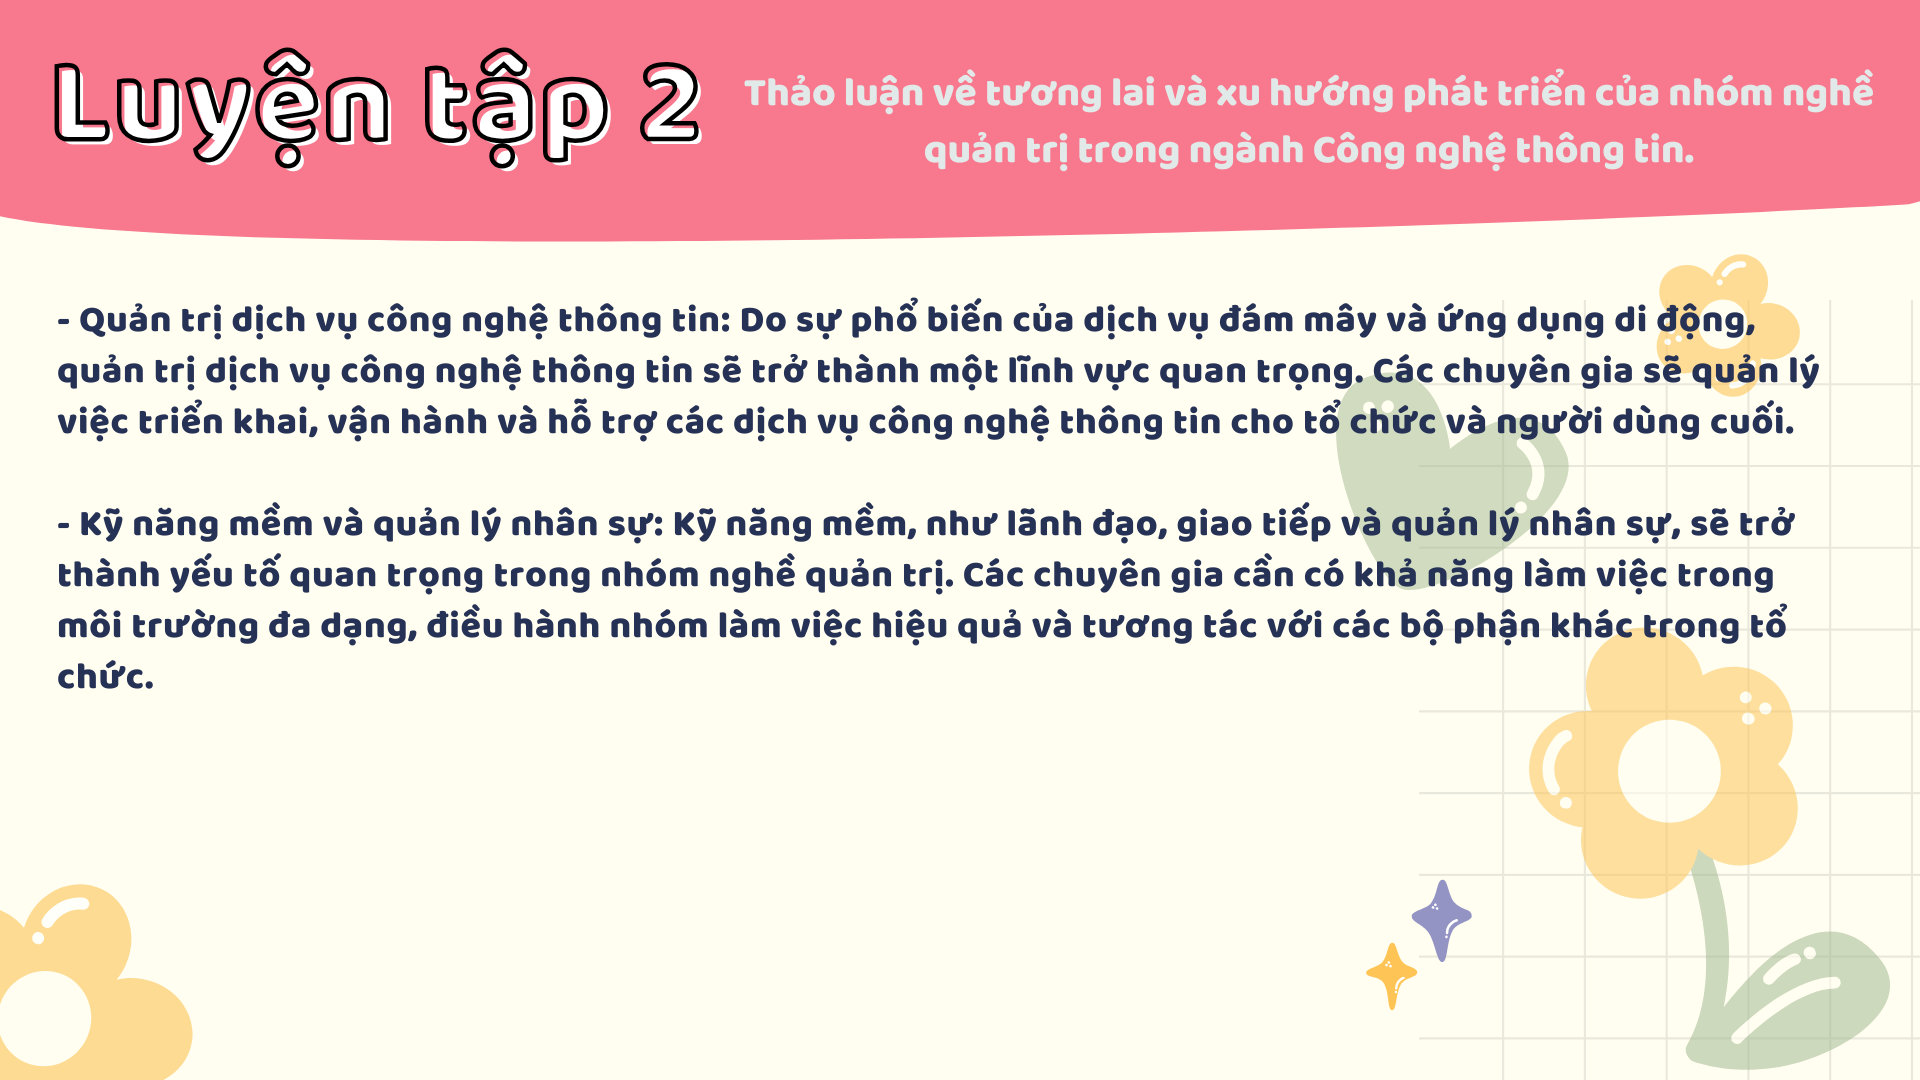 Luyện tập 2
Thảo luận về tương lai và xu hướng phát triển của nhóm nghề
quản trị trong ngành Công nghệ thông tin.
- Quản trị dịch vụ công nghệ thông tin: Do sự phổ biến của dịch vụ đám mây và ứng dụng di động,
quản trị dịch vụ công nghệ thông tin sẽ trở thành một lĩnh vực quan trọng. Các chuyên gia sẽ quản lý
việc triển khai, vận hành và hỗ trợ các dịch vụ công nghệ thông tin cho tổ chức và người dùng cuối.
- Kỹ năng mềm và quản lý nhân sự: Kỹ năng mềm, như lãnh đạo, giao tiếp và quản lý nhân sự, sẽ trở
thành yếu tố quan trọng trong nhóm nghề quản trị. Các chuyên gia cần có khả năng làm việc trong
môi trường đa dạng, điều hành nhóm làm việc hiệu quả và tương tác với các bộ phận khác trong tổ
chức.